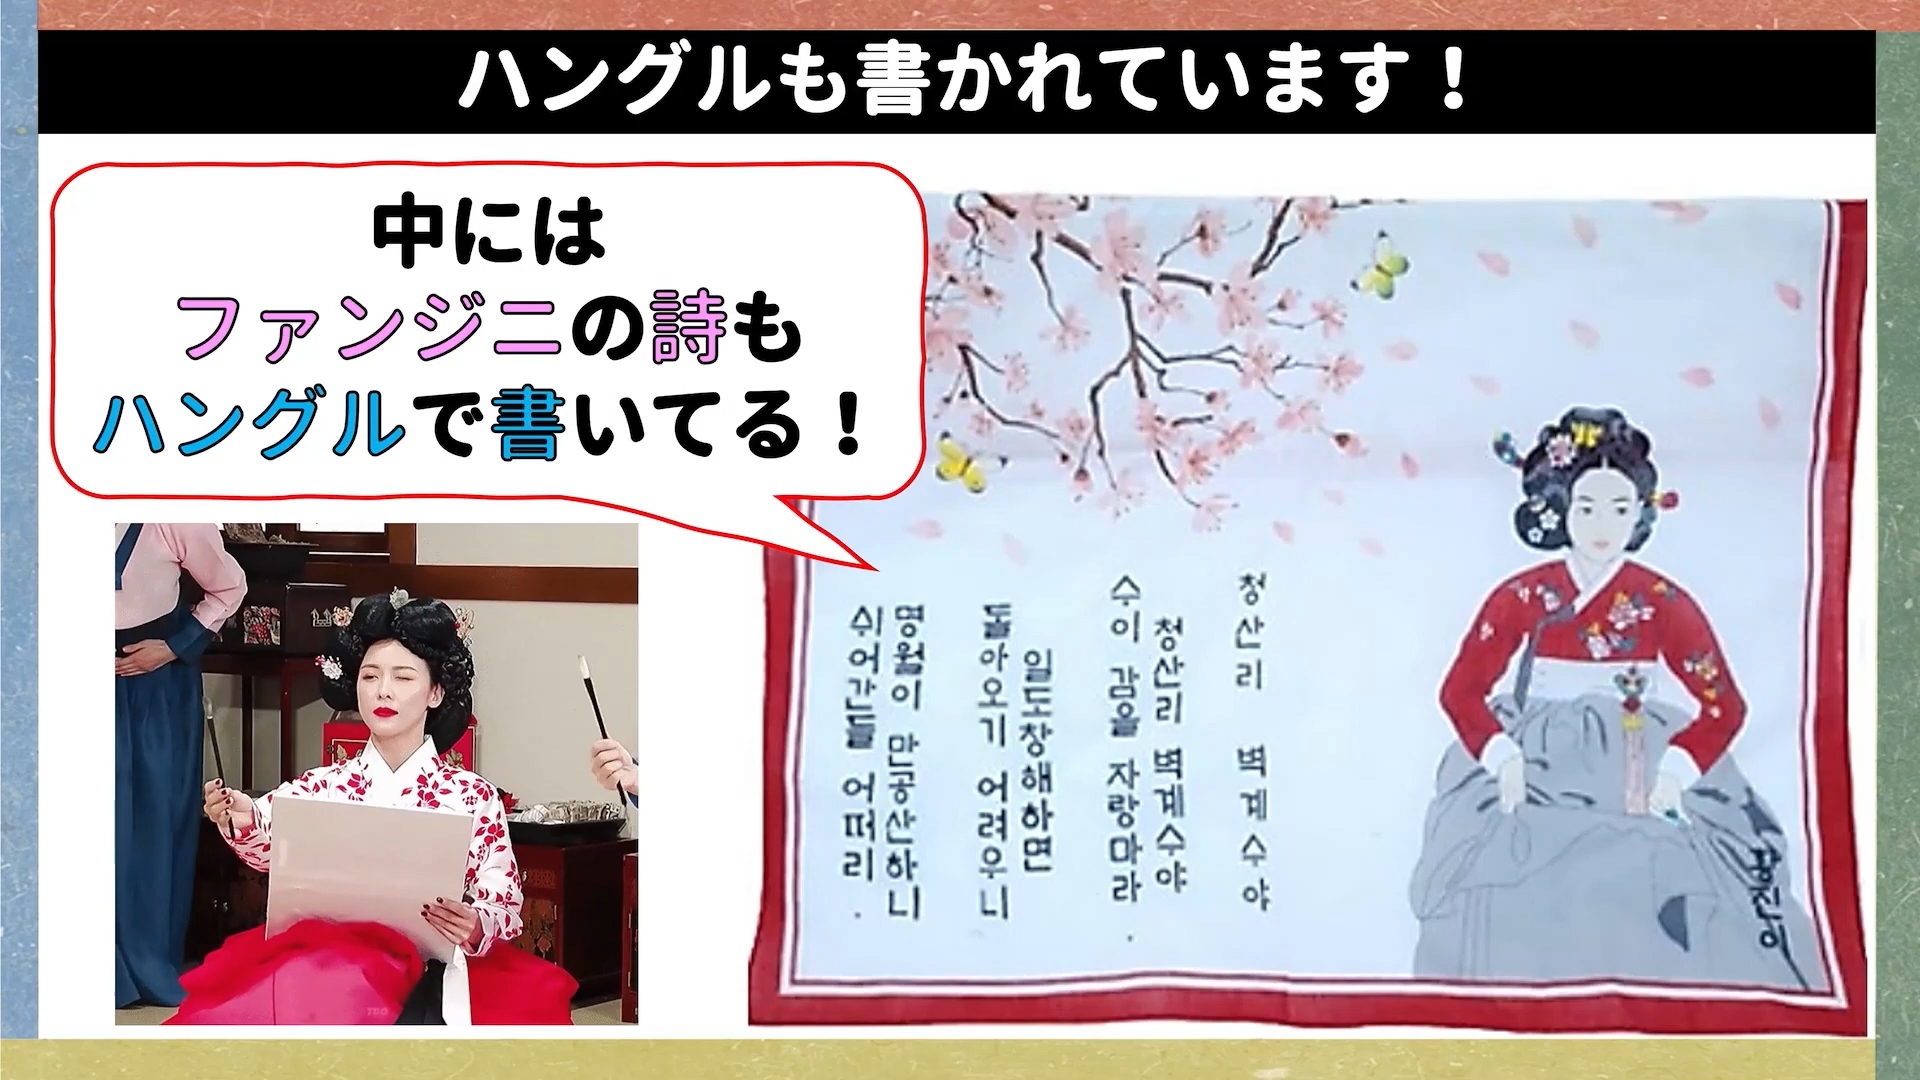 ハングルも書かれています！
中には
ファンジニの詩も
ハングルで書いてる！
청산리 벽계수야
청산리 벽계수야
수이 감을 자랑마라.
일도창해하면
돌아오기 어려우니
명월이 만공산하니
쉬어간들 어떠리.
황진이